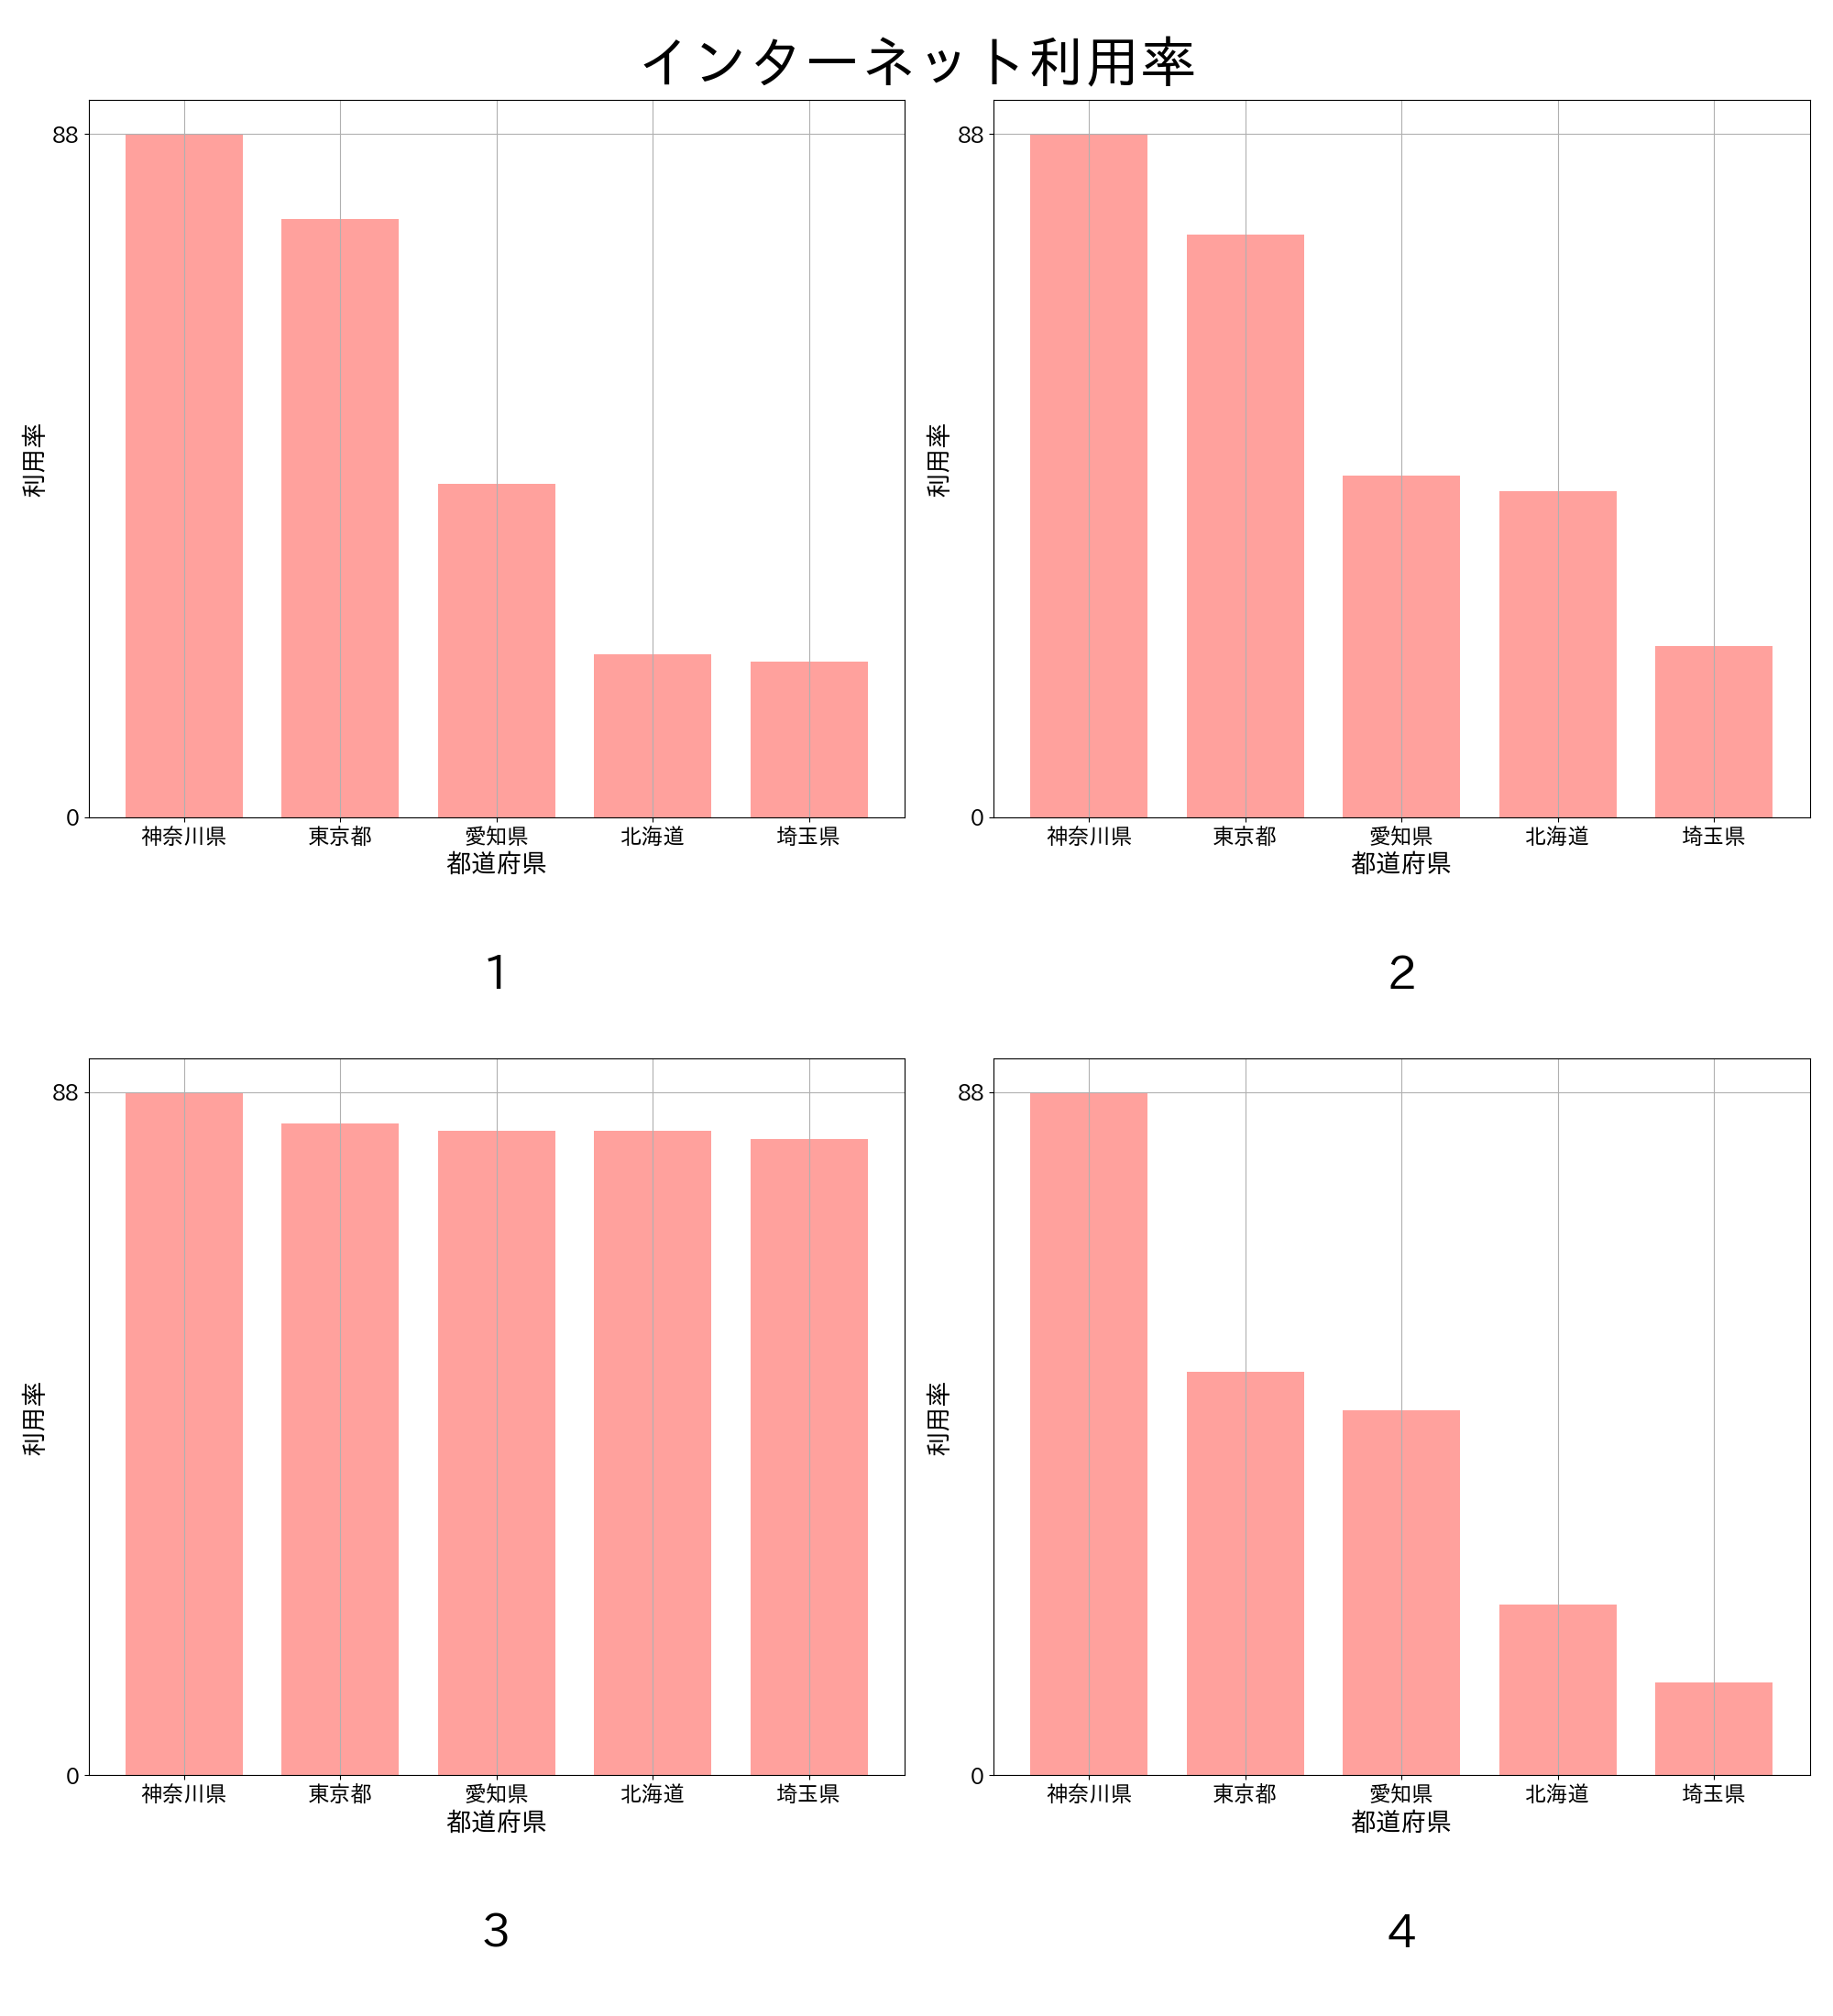 インターネット利用率
88
利用率
0
神奈川県 東京都 愛知県 北海道 埼玉県
都道府県
1
88
利用率
0
神奈川県 東京都 愛知県 北海道 埼玉県
都道府県
2
88
利用率
0
神奈川県 東京都 愛知県 北海道 埼玉県
都道府県
3
88
利用率
0
神奈川県 東京都 愛知県 北海道 埼玉県
都道府県
4